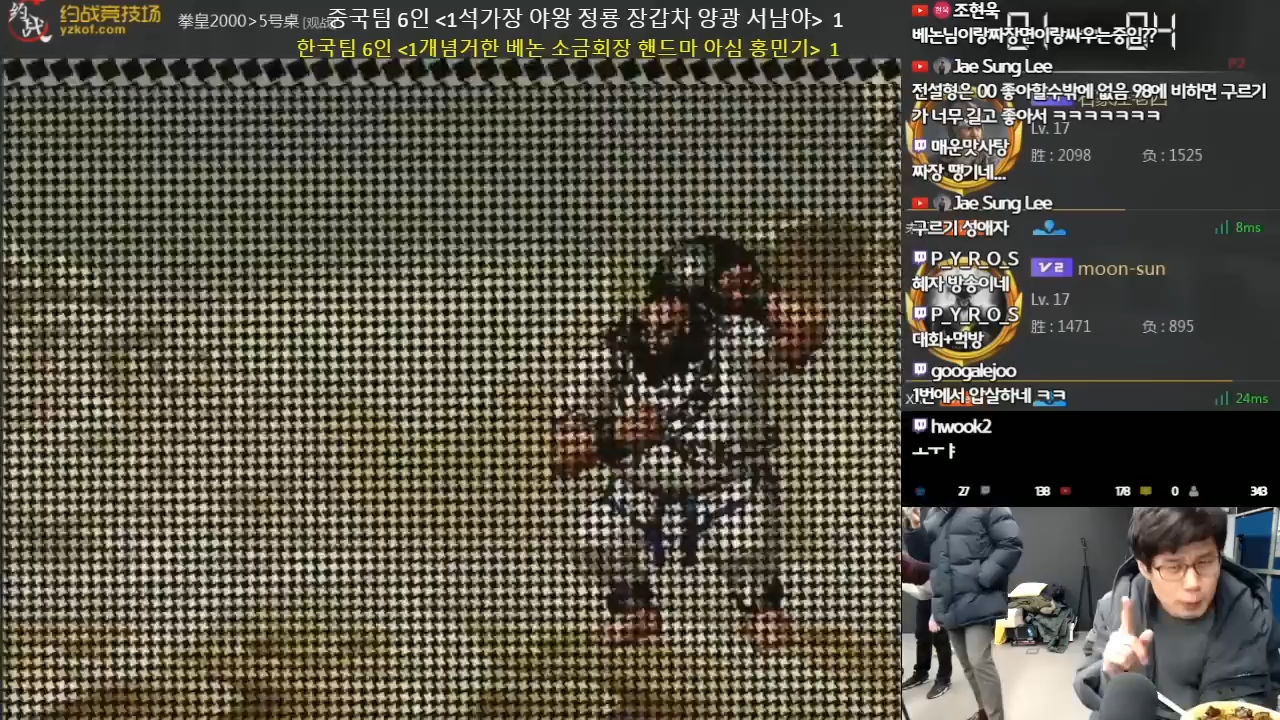 约战竞技场
yzkof.com
约战
拳皇2000>5号桌 [观战]
중국팀 6인 <1석가장 아왕 정룡 장갑차 양광 서남야> 1
한국팀 6인 <1개념거한 베논 소금회장 핸드마 아심 홍민기> 1
조현욱
베논님이랑짜장면이랑싸우는중임??
P2
Jae Sung Lee
전설형은 00 좋아할수밖에 없음 98에 비하면 구르기
가 너무 길고 좋아서 ㅋㅋㅋㅋㅋㅋㅋ
Lv. 17
매운맛사탕
胜 : 2098 负 : 1525
짜장 땡기네...
Jae Sung Lee
구르기 성애자
8ms
P_Y_R_O_S
V2 moon-sun
혜자 방송이네
Lv. 17
P_Y_R_O_S
胜 : 1471 负 : 895
대회+먹방
googalejoo
1번에서 압살하네 ㅋㅋ
24ms
hwook2
ㅗㅜㅑ
27 138 178 0 343